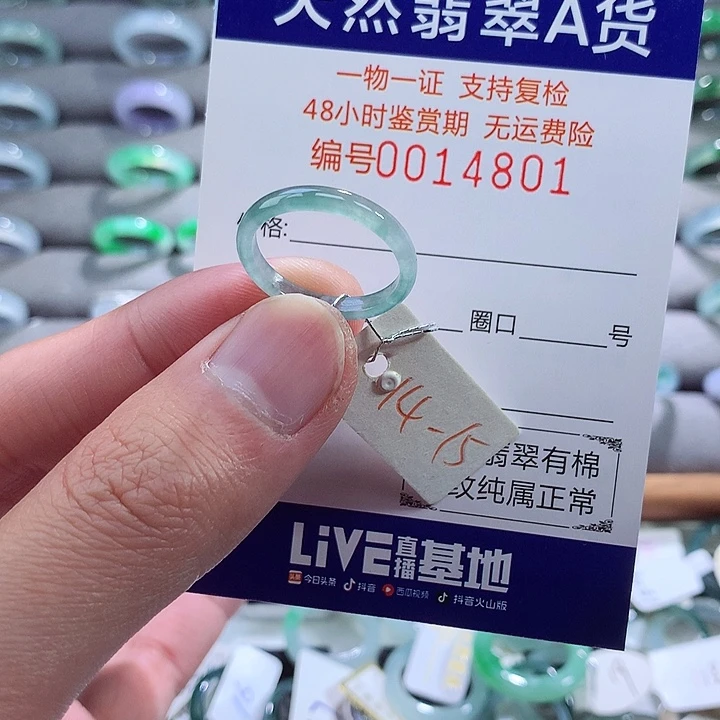 天然翡翠A货
一物一证 支持复检
48小时鉴赏期 无运费险
编号0014801
格:
圈口 号
14-15
翡翠有棉
纹纯属正常
LiVE直播基地
头条 今日头条 抖音 西瓜视频 抖音火山版